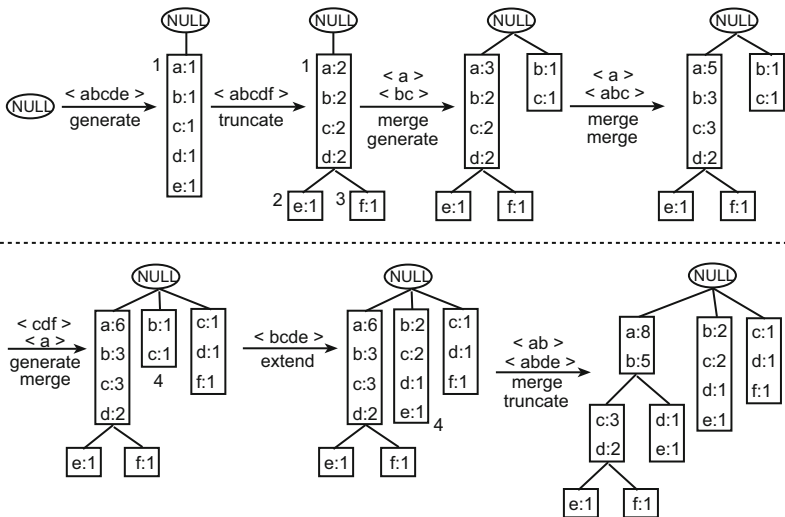 NULL
< abcde >
generate
NULL
1
a:1
b:1
c:1
d:1
e:1
< abcdf >
truncate
NULL
1
a:2
b:2
c:2
d:2
2
e:1
3
f:1
< a >
< bc >
merge
generate
NULL
a:3
b:2
c:2
d:2
b:1
c:1
e:1
f:1
< a >
< abc >
merge
merge
NULL
a:5
b:3
c:3
d:2
b:1
c:1
e:1
f:1
< cdf >
< a >
generate
merge
NULL
a:6
b:3
c:3
d:2
b:1
c:1
4
c:1
d:1
f:1
e:1
f:1
< bcde >
extend
NULL
a:6
b:3
c:3
d:2
b:2
c:2
d:1
e:1
4
c:1
d:1
f:1
e:1
f:1
< ab >
< abde >
merge
truncate
NULL
a:8
b:5
b:2
c:2
d:1
e:1
c:1
d:1
f:1
c:3
d:2
d:1
e:1
e:1
f:1